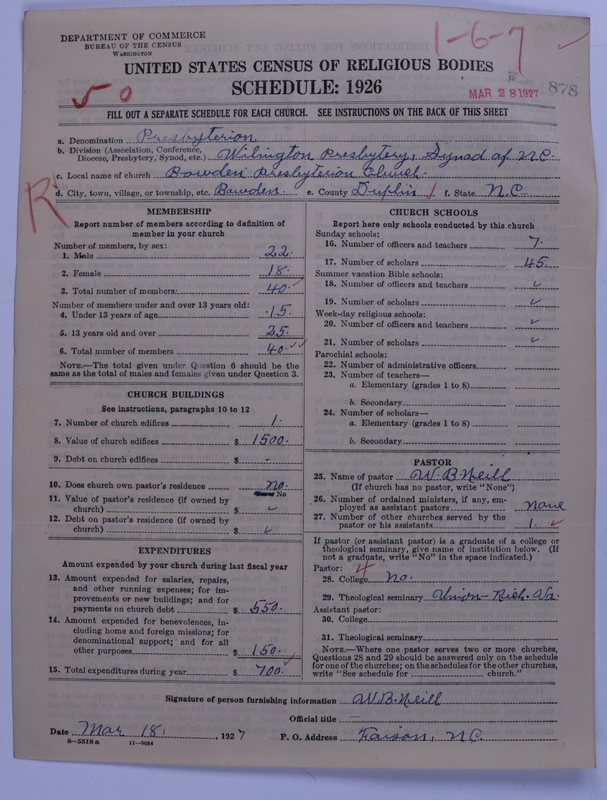 DEPARTMENT OF COMMERCE
BUREAU OF THE CENSUS
WASHINGTON
1-6-7
UNITED STATES CENSUS OF RELIGIOUS BODIES
SCHEDULE: 1926
MAR 28 1927
878
50
FILL OUT A SEPARATE SCHEDULE FOR EACH CHURCH. SEE INSTRUCTIONS ON THE BACK OF THIS SHEET
a. Denomination Presbyterian
b. Division (Association, Conference, Diocese, Presbytery, Synod, etc.) Wilmington Presbytery, Synod of N.C.
c. Local name of church Bowden Presbyterian Church.
d. City, town, village, or township, etc. Bowden. e. County Duplin f. State N.C.
R
MEMBERSHIP
Report number of members according to definition of
member in your church
Number of members, by sex:
1. Male 22.
2. Female 18.
3. Total number of members: 40.
Number of members under and over 13 years old:
4. Under 13 years of age 15.
5. 13 years old and over 25.
6. Total number of members 40.
NOTE.—The total given under Question 6 should be
same as the total of males and females given under Question 3.
CHURCH BUILDINGS
See instructions, paragraphs 10 to 12
7. Number of church edifices 1.
8. Value of church edifices $ 1500.
9. Debt on church edifices $ -
10. Does church own pastor's residence no.
No
11. Value of pastor's residence (if owned by
church) $ ✓
12. Debt on pastor's residence (if owned by
church) $ ✓
EXPENDITURES
Amount expended by your church during last fiscal year
13. Amount expended for salaries, repairs,
and other running expenses; for im-
provements or new buildings; and for
payments on church debt $ 550.
14. Amount expended for benevolences, in-
cluding home and foreign missions; for
denominational support; and for all
other purposes $ 150.
15. Total expenditures during year $ 700.
CHURCH SCHOOLS
Report here only schools conducted by this church
Sunday schools:
16. Number of officers and teachers 7.
17. Number of scholars 45.
Summer vacation Bible schools:
18. Number of officers and teachers ✓
19. Number of scholars ✓
Week-day religious schools:
20. Number of officers and teachers ✓
21. Number of scholars ✓
Parochial schools:
22. Number of administrative officers
23. Number of teachers—
a. Elementary (grades 1 to 8)
b. Secondary
24. Number of scholars—
a. Elementary (grades 1 to 8)
b. Secondary
PASTOR
25. Name of pastor W. B. Neill
(If church has no pastor, write "None")
26. Number of ordained ministers, if any, em-
ployed as assistant pastors none
27. Number of other churches served by the
pastor or his assistants 1.
If pastor (or assistant pastor) is a graduate of a college or
theological seminary, give name of institution below. (If
not a graduate, write "No" in the space indicated.)
Pastor: 4
28. College no.
29. Theological seminary Union - Rich. Va.
Assistant pastor:
30. College
31. Theological seminary
NOTE.—Where one pastor serves two or more churches,
Questions 28 and 29 should be answered only on the schedule
for one of the churches; on the schedules for the other churches,
write "See schedule for church."
Signature of person furnishing information W. B. Neill
Official title —
Date Mar 18, 1927 P. O. Address Faison, N.C.
6-5518a 11-9054